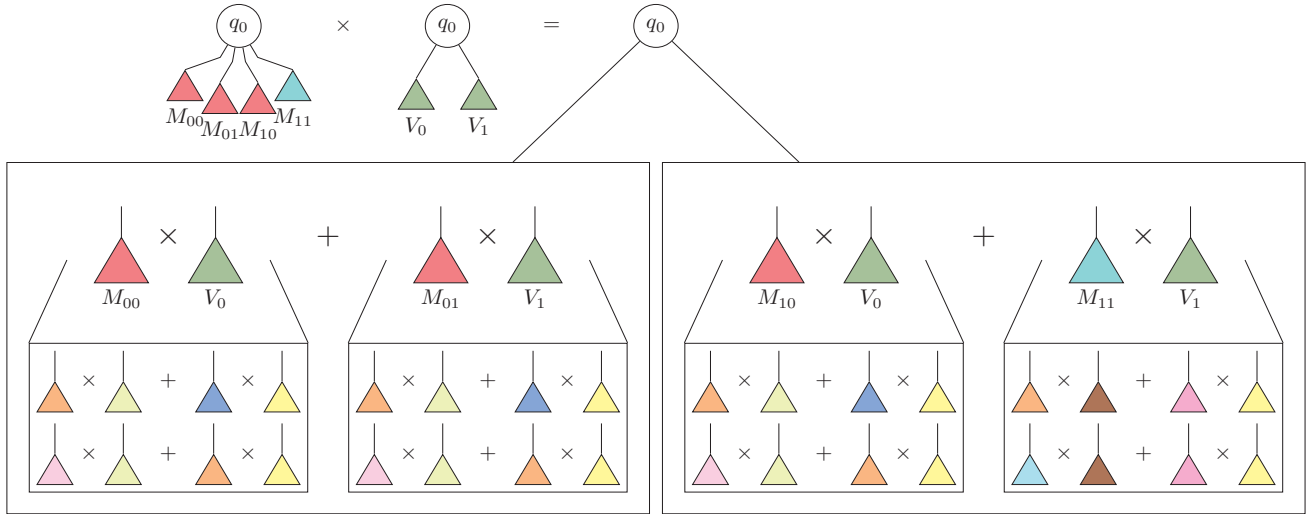 q₀ × q₀ = q₀
M₀₀ M₀₁ M₁₀ M₁₁ V₀ V₁
× + × × + ×
M₀₀ V₀ M₀₁ V₁ M₁₀ V₀ M₁₁ V₁
× + × × + × × + × × + ×
× + × × + × × + × × + ×